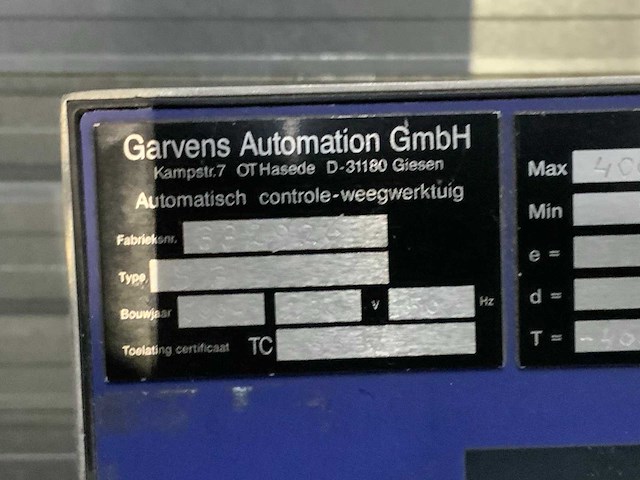 Garvens Automation GmbH
Kampstr.7 OT Hasede D-31180 Giesen
Automatisch controle-weegwerktuig
Fabrieksnr.
Type
Bouwjaar V Hz
Toelating certificaat TC
Max
Min
e =
d =
T =